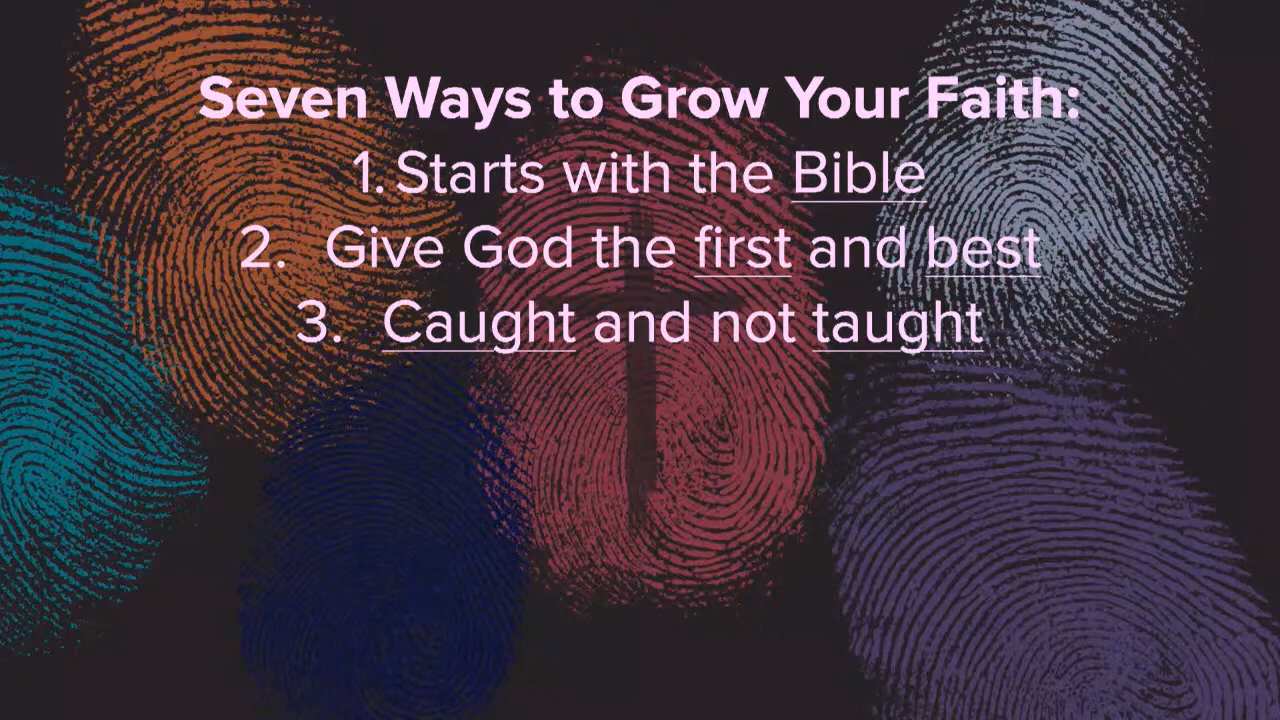 Seven Ways to Grow Your Faith:
1. Starts with the Bible
2. Give God the first and best
3. Caught and not taught